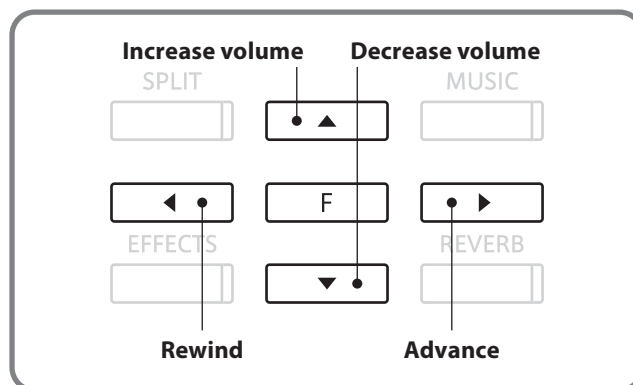 Increase volume Decrease volume
SPLIT MUSIC
F
EFFECTS REVERB
Rewind Advance